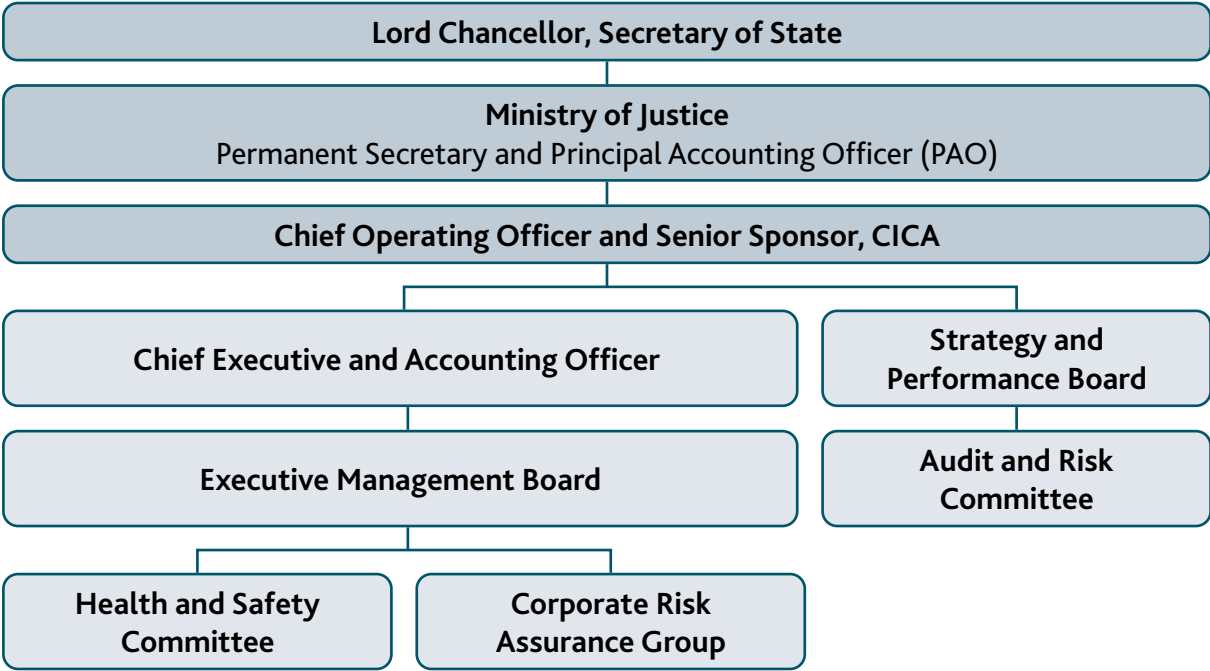 Lord Chancellor, Secretary of State
Ministry of Justice
Permanent Secretary and Principal Accounting Officer (PAO)
Chief Operating Officer and Senior Sponsor, CICA
Chief Executive and Accounting Officer
Strategy and
Performance Board
Executive Management Board
Audit and Risk
Committee
Health and Safety
Committee
Corporate Risk
Assurance Group